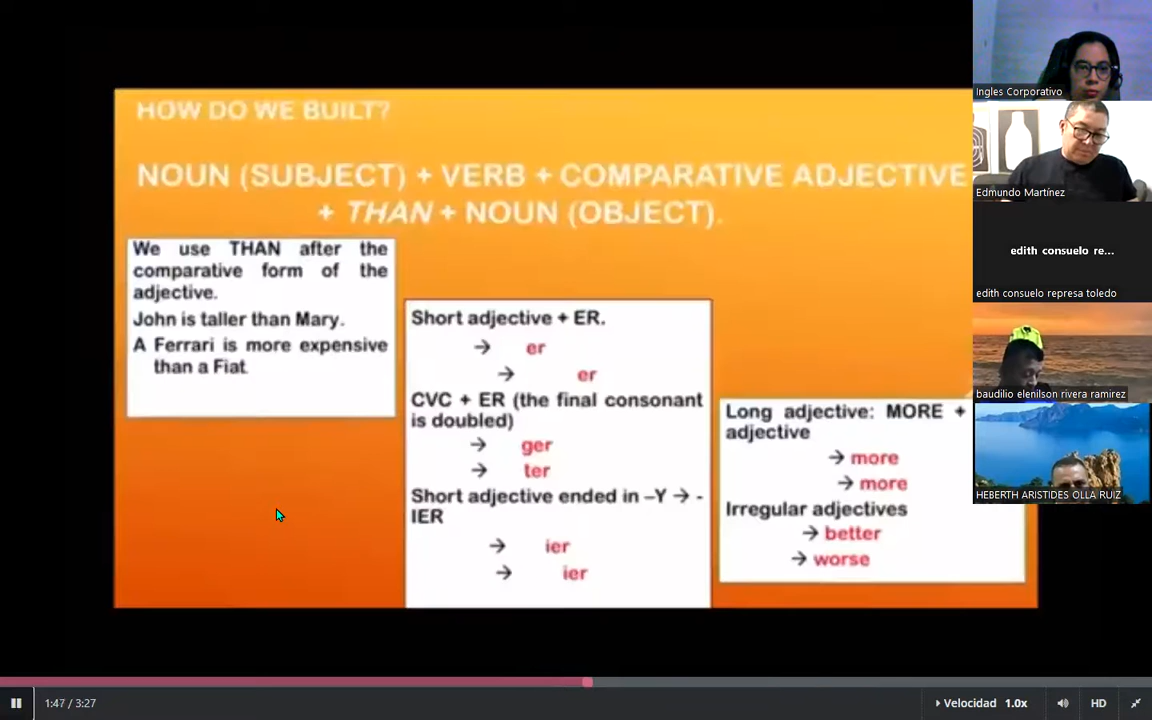 HOW DO WE BUILT?
NOUN (SUBJECT) + VERB + COMPARATIVE ADJECTIVE
+ THAN + NOUN (OBJECT).
We use THAN after the
comparative form of the
adjective.
John is taller than Mary.
A Ferrari is more expensive
than a Fiat.
Short adjective + ER.
→ er
→ er
CVC + ER (the final consonant
is doubled)
→ ger
→ ter
Short adjective ended in –Y → -
IER
→ ier
→ ier
Long adjective: MORE +
adjective
→ more
→ more
Irregular adjectives
→ better
→ worse
Ingles Corporativo
Edmundo Martínez
edith consuelo re...
edith consuelo represa toledo
baudilio elenilson rivera ramirez
HEBERTH ARISTIDES OLLA RUIZ
1:47 / 3:27
Velocidad 1.0x
HD